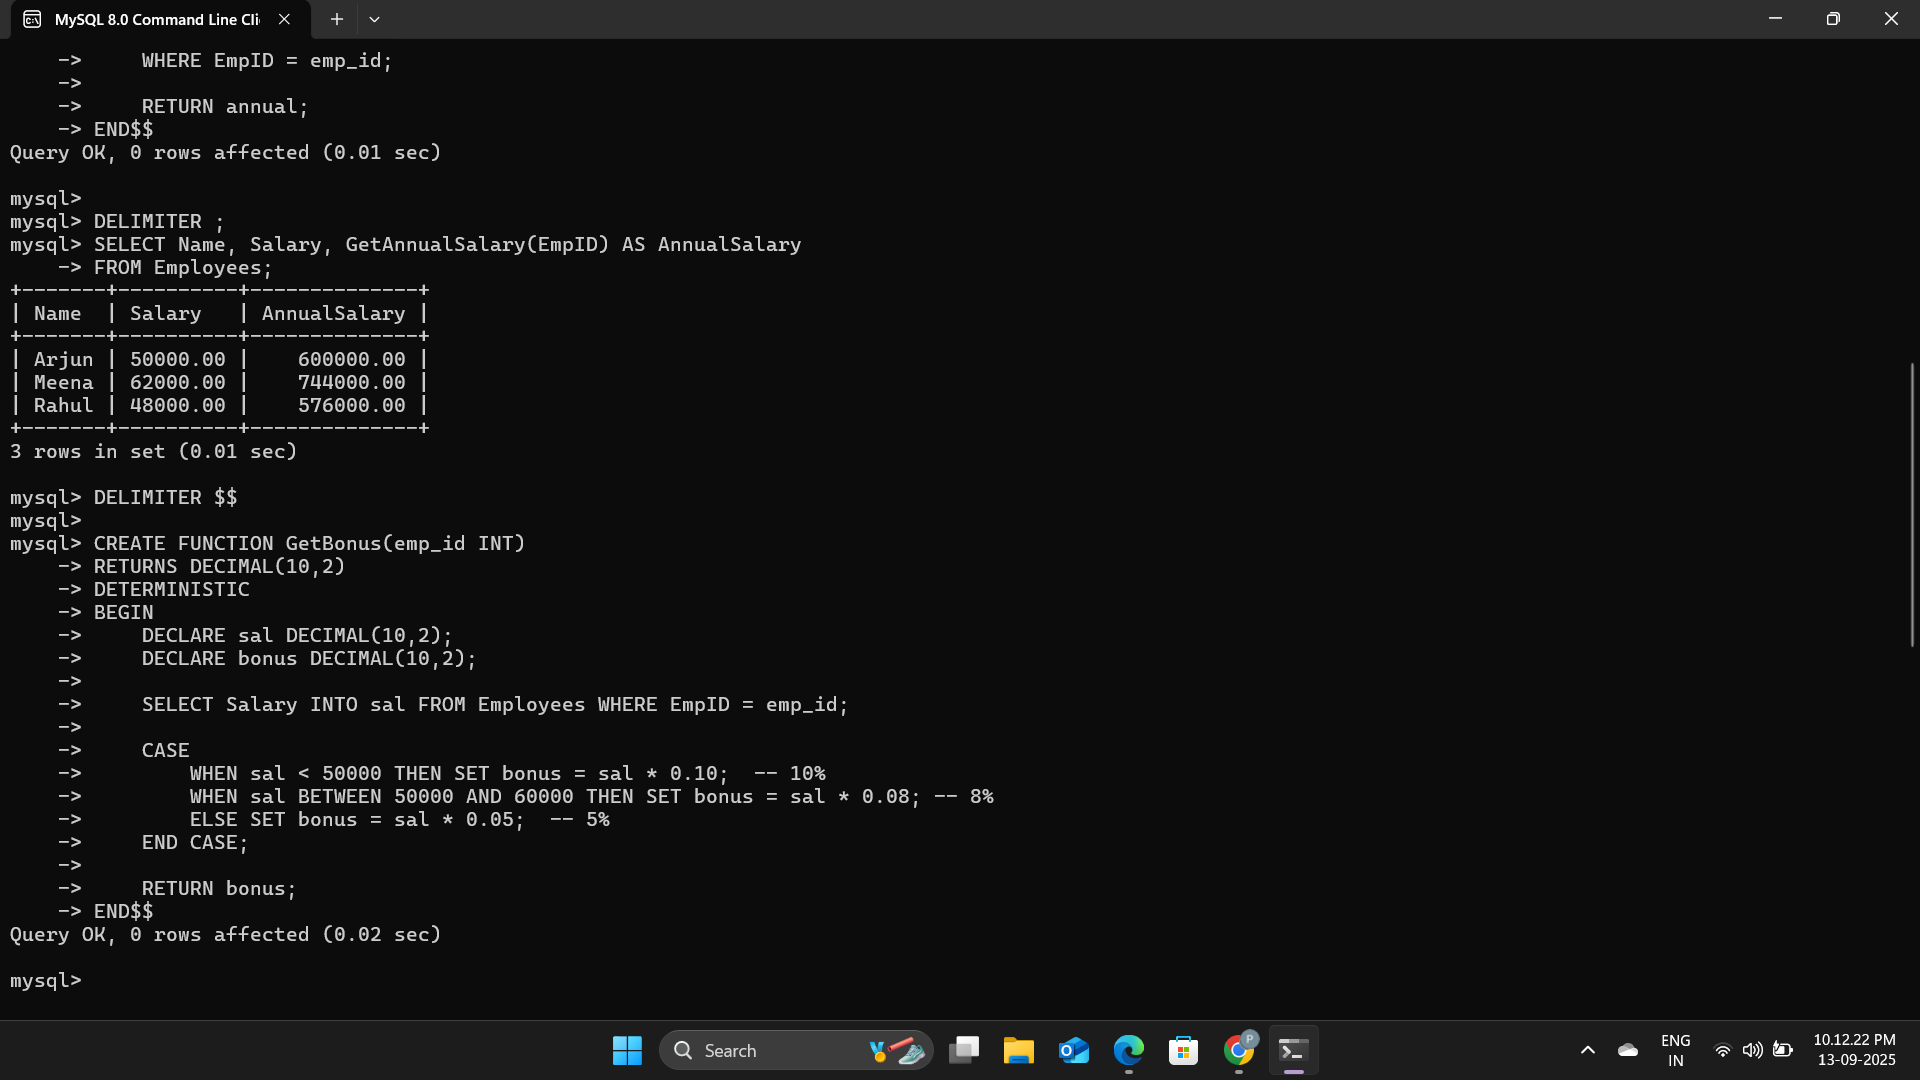 MySQL 8.0 Command Line Cli
    ->     WHERE EmpID = emp_id;
    ->
    ->     RETURN annual;
    -> END$$
Query OK, 0 rows affected (0.01 sec)
mysql>
mysql> DELIMITER ;
mysql> SELECT Name, Salary, GetAnnualSalary(EmpID) AS AnnualSalary
    -> FROM Employees;
+-------+----------+--------------+
| Name  | Salary   | AnnualSalary |
+-------+----------+--------------+
| Arjun | 50000.00 |    600000.00 |
| Meena | 62000.00 |    744000.00 |
| Rahul | 48000.00 |    576000.00 |
+-------+----------+--------------+
3 rows in set (0.01 sec)
mysql> DELIMITER $$
mysql>
mysql> CREATE FUNCTION GetBonus(emp_id INT)
    -> RETURNS DECIMAL(10,2)
    -> DETERMINISTIC
    -> BEGIN
    ->     DECLARE sal DECIMAL(10,2);
    ->     DECLARE bonus DECIMAL(10,2);
    ->
    ->     SELECT Salary INTO sal FROM Employees WHERE EmpID = emp_id;
    ->
    ->     CASE
    ->         WHEN sal < 50000 THEN SET bonus = sal * 0.10;  -- 10%
    ->         WHEN sal BETWEEN 50000 AND 60000 THEN SET bonus = sal * 0.08; -- 8%
    ->         ELSE SET bonus = sal * 0.05;  -- 5%
    ->     END CASE;
    ->
    ->     RETURN bonus;
    -> END$$
Query OK, 0 rows affected (0.02 sec)
mysql>
Search
P
ENG
IN
10.12.22 PM
13-09-2025